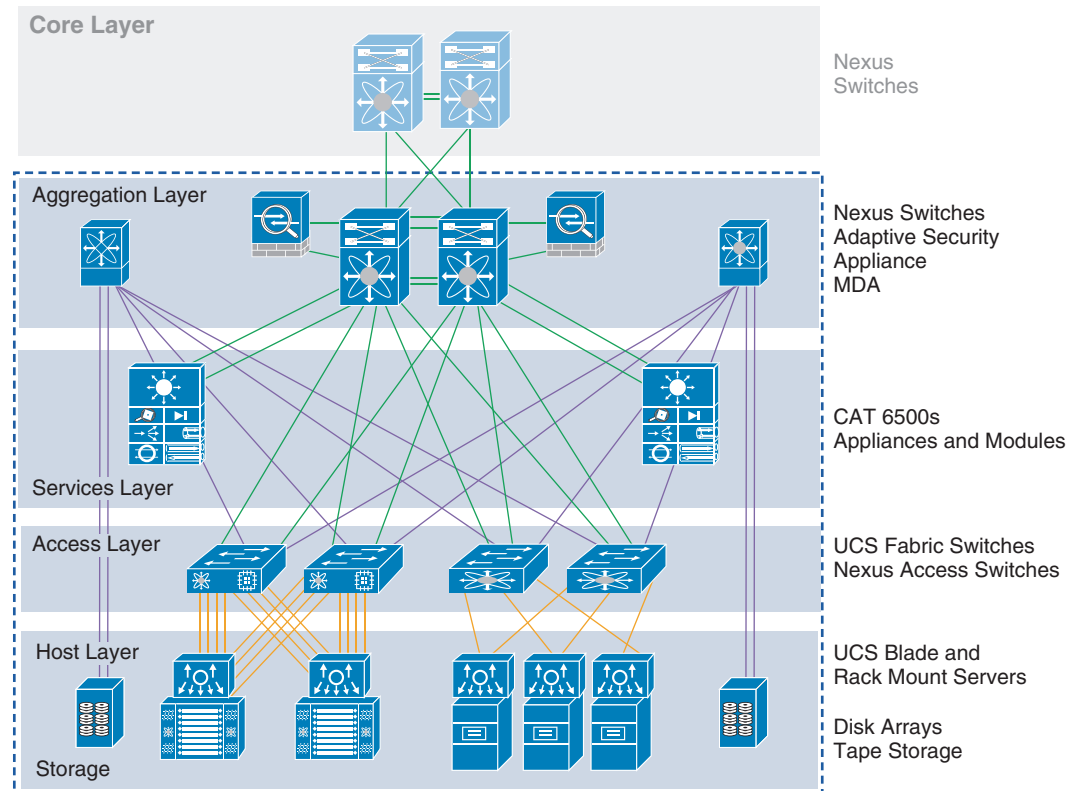 Core Layer
Nexus
Switches
Aggregation Layer
Nexus Switches
Adaptive Security
Appliance
MDA
CAT 6500s
Appliances and Modules
Services Layer
Access Layer
UCS Fabric Switches
Nexus Access Switches
Host Layer
UCS Blade and
Rack Mount Servers
Disk Arrays
Tape Storage
Storage